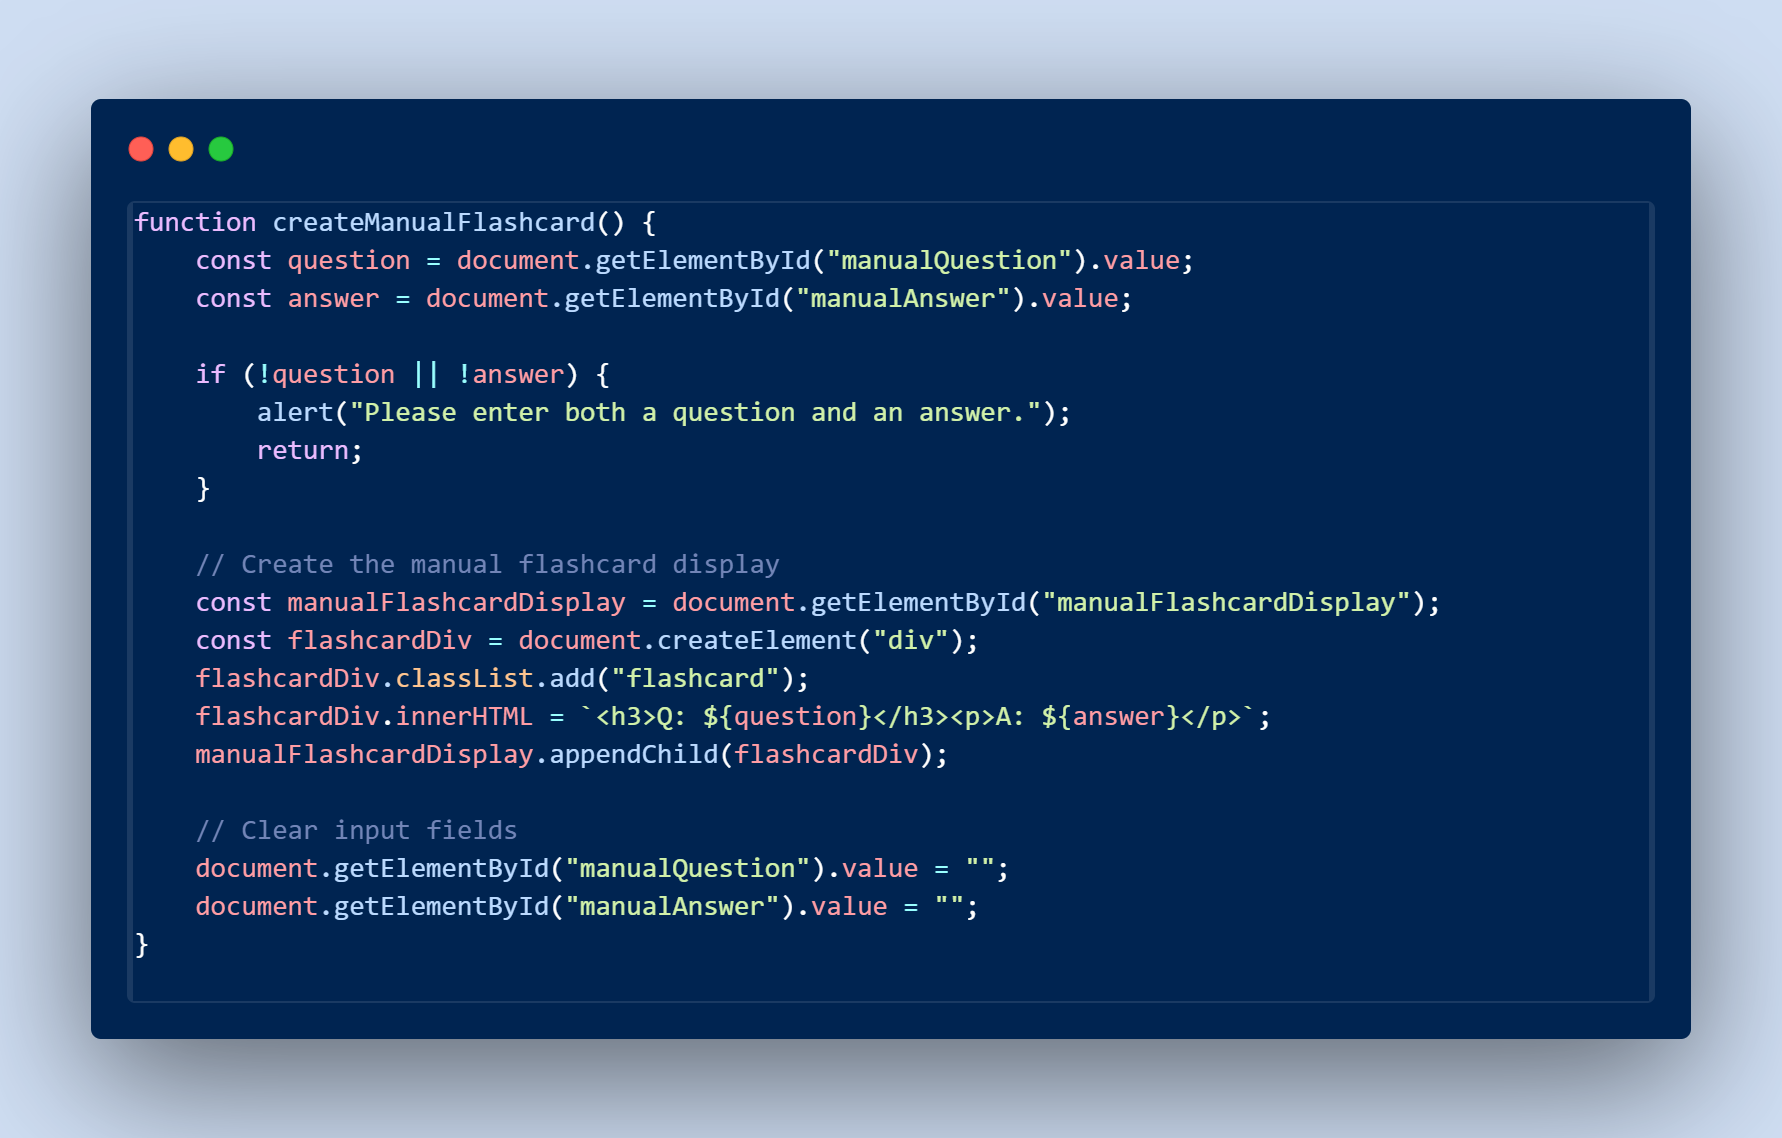 function createManualFlashcard() {
    const question = document.getElementById("manualQuestion").value;
    const answer = document.getElementById("manualAnswer").value;

    if (!question || !answer) {
        alert("Please enter both a question and an answer.");
        return;
    }

    // Create the manual flashcard display
    const manualFlashcardDisplay = document.getElementById("manualFlashcardDisplay");
    const flashcardDiv = document.createElement("div");
    flashcardDiv.classList.add("flashcard");
    flashcardDiv.innerHTML = `<h3>Q: ${question}</h3><p>A: ${answer}</p>`;
    manualFlashcardDisplay.appendChild(flashcardDiv);

    // Clear input fields
    document.getElementById("manualQuestion").value = "";
    document.getElementById("manualAnswer").value = "";
}